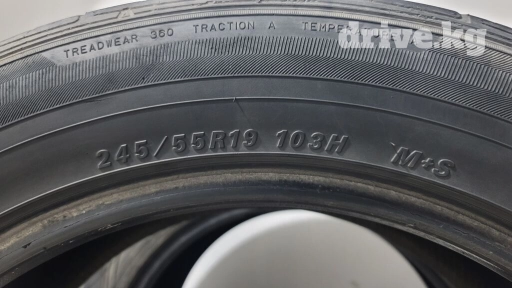 drive.kg
TREADWEAR 360 TRACTION A
245/55R19 103H M+S